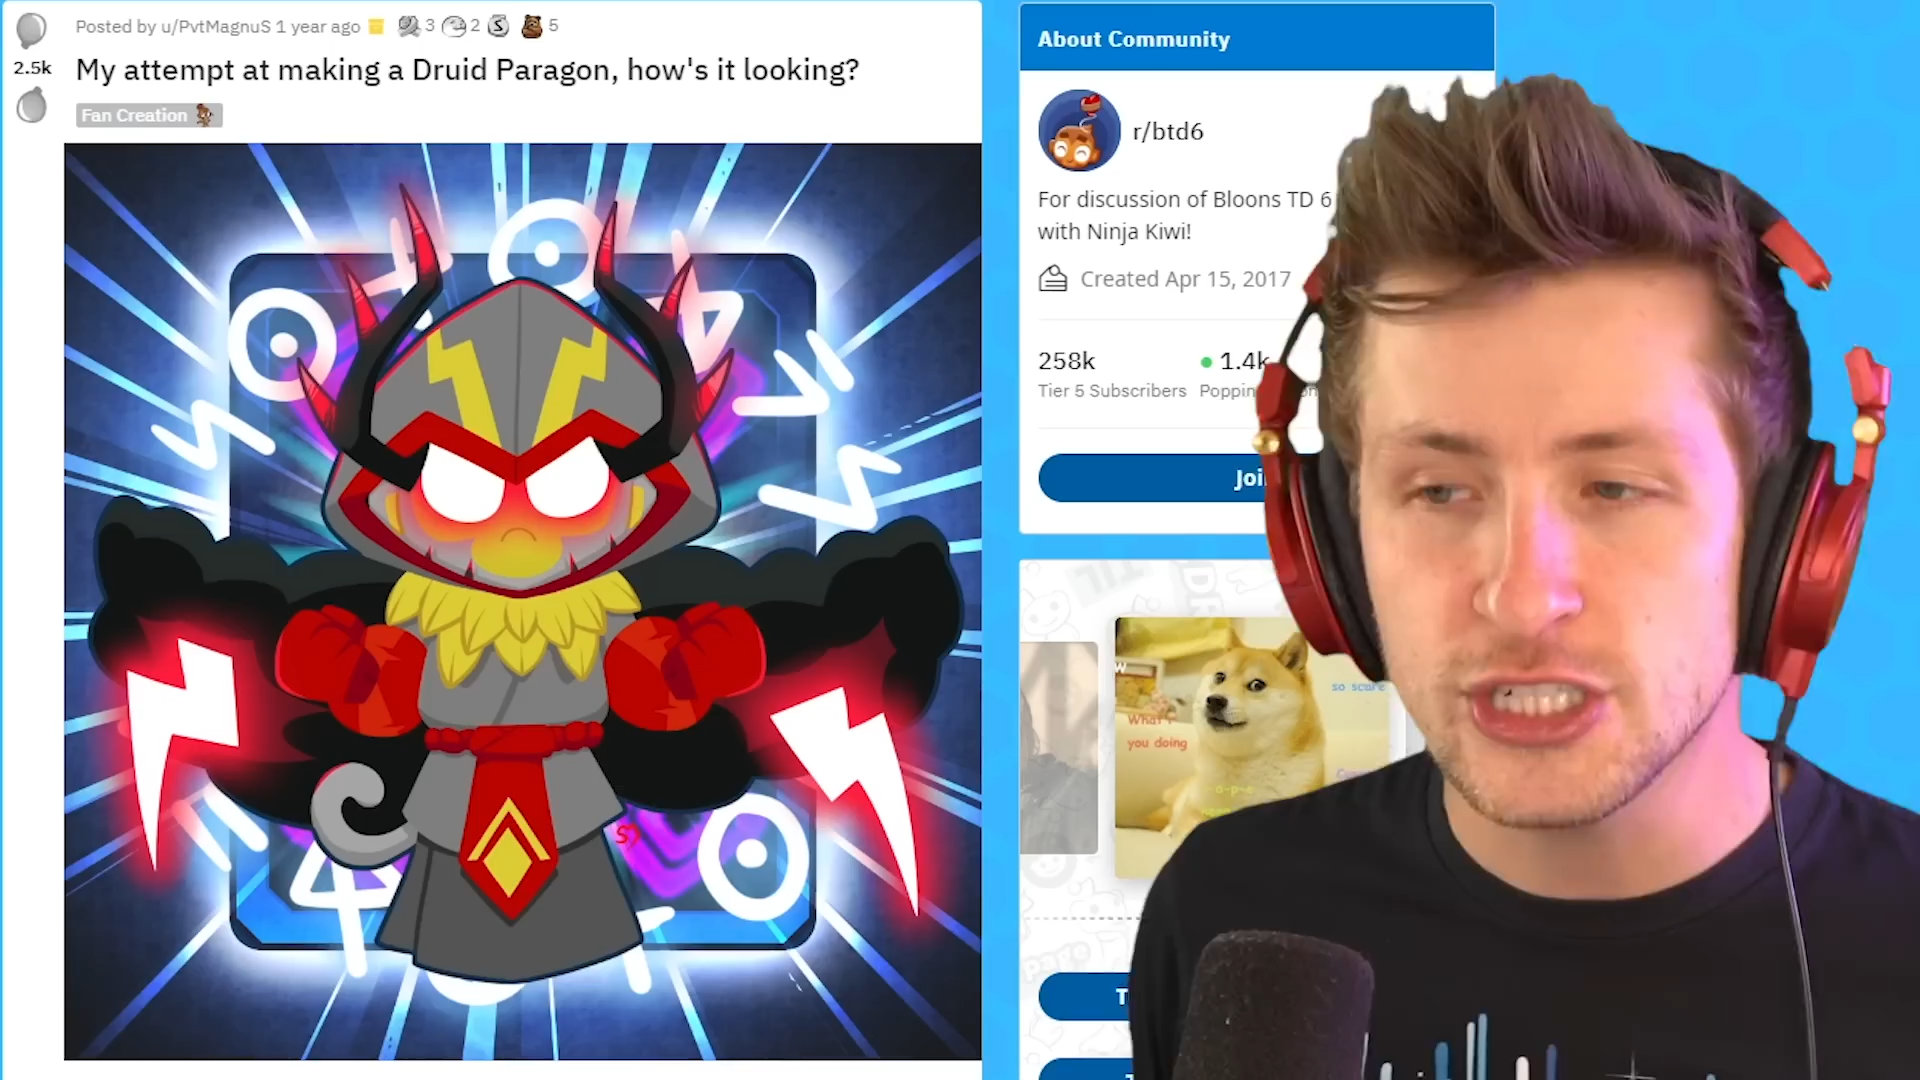 Posted by u/PvtMagnuS 1 year ago 3 2 S 5
2.5k
My attempt at making a Druid Paragon, how's it looking?
Fan Creation
About Community
r/btd6
For discussion of Bloons TD 6
with Ninja Kiwi!
Created Apr 15, 2017
258k
1.4k
Tier 5 Subscribers
so scare
you doing